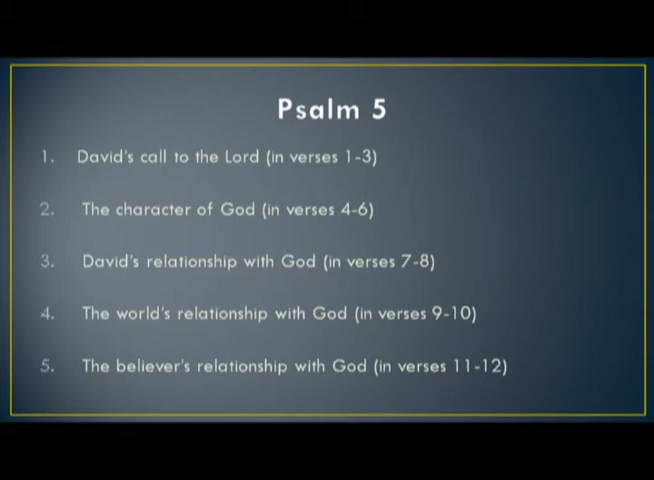 Psalm 5
1. David's call to the Lord (in verses 1-3)
2. The character of God (in verses 4-6)
3. David's relationship with God (in verses 7-8)
4. The world's relationship with God (in verses 9-10)
5. The believer's relationship with God (in verses 11-12)